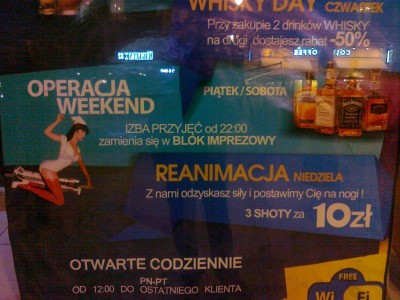 WHISKY DAY CZWARTEK
Przy zakupie 2 drinków WHISKY
na drugi dostajesz rabat -50%
OPERACJA
WEEKEND
PIĄTEK / SOBOTA
IZBA PRZYJĘĆ od 22:00
zamienia się w BLOK IMPREZOWY
REANIMACJA NIEDZIELA
Z nami odzyskasz siły i postawimy Cię na nogi !
3 SHOTY za 10zł
OTWARTE CODZIENNIE
PN-PT
OD 12:00 DO OSTATNIEGO KLIENTA
FREE
Wi Fi